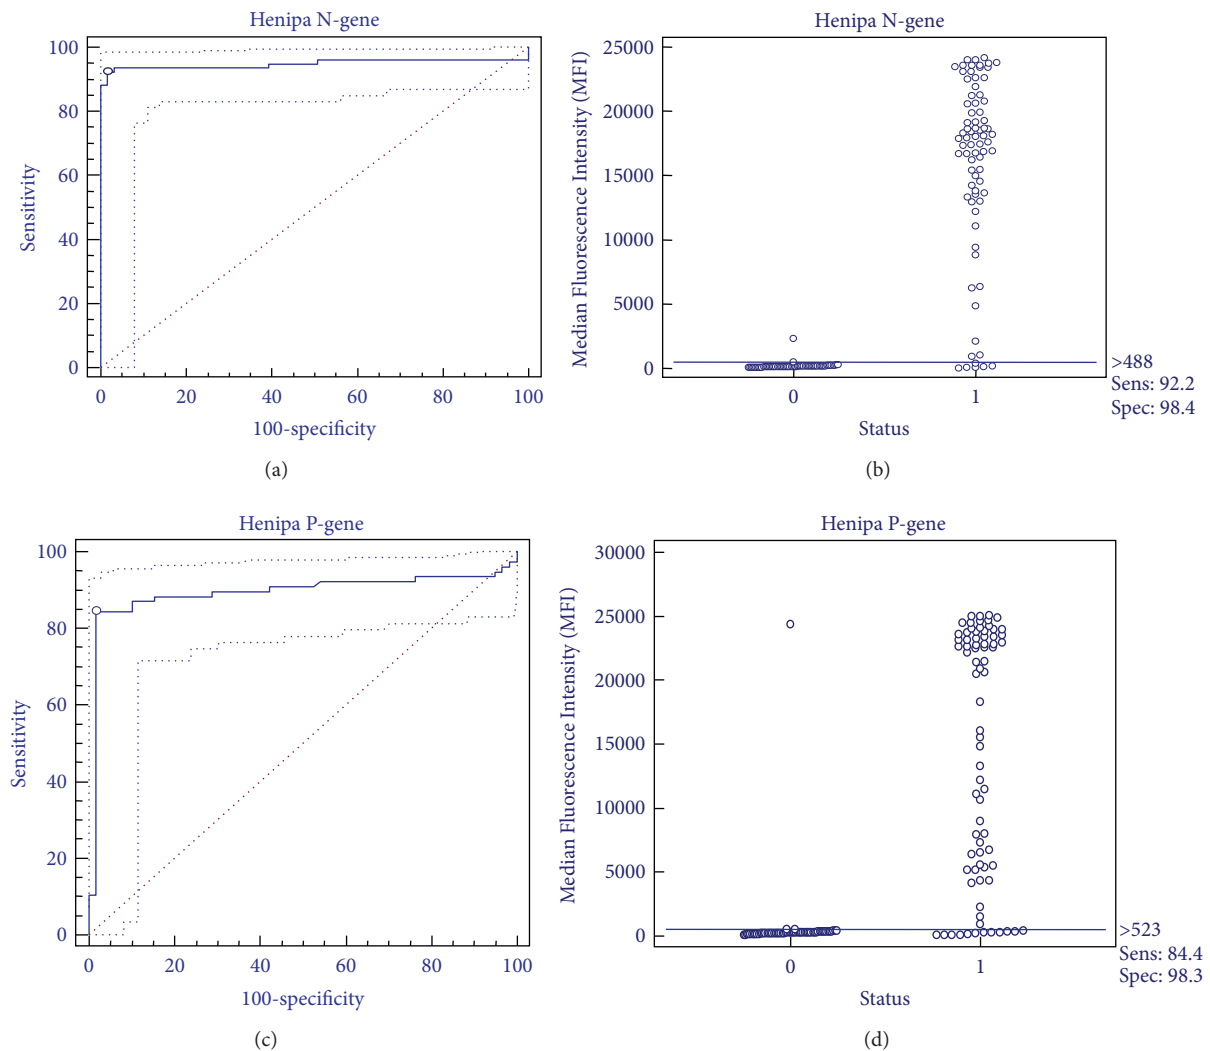 Henipa N-gene
100
80
60
40
20
0
Sensitivity
0
20
40
60
80
100
100-specificity
(a)
Henipa N-gene
25000
20000
15000
10000
5000
0
Median Fluorescence Intensity (MFI)
>488
Sens: 92.2
Spec: 98.4
0
1
Status
(b)
Henipa P-gene
100
80
60
40
20
0
Sensitivity
0
20
40
60
80
100
100-specificity
(c)
Henipa P-gene
30000
25000
20000
15000
10000
5000
0
Median Fluorescence Intensity (MFI)
>523
Sens: 84.4
Spec: 98.3
0
1
Status
(d)